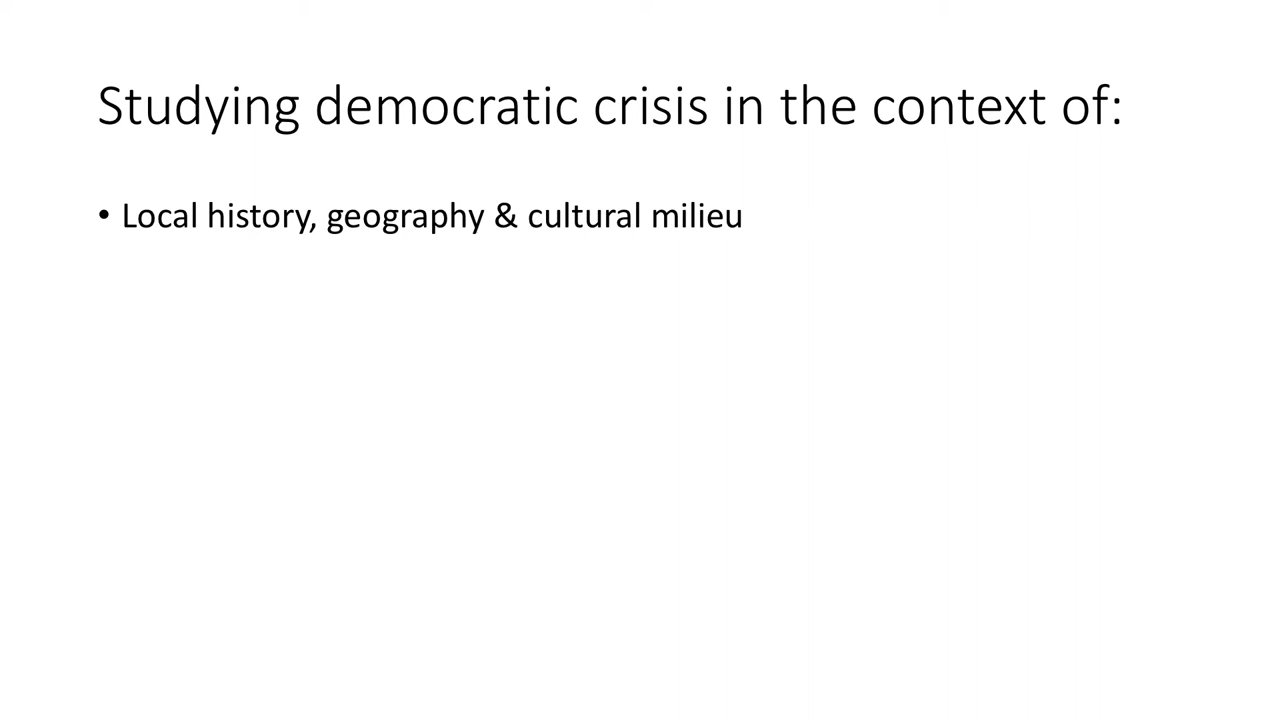 Studying democratic crisis in the context of:
• Local history, geography & cultural milieu